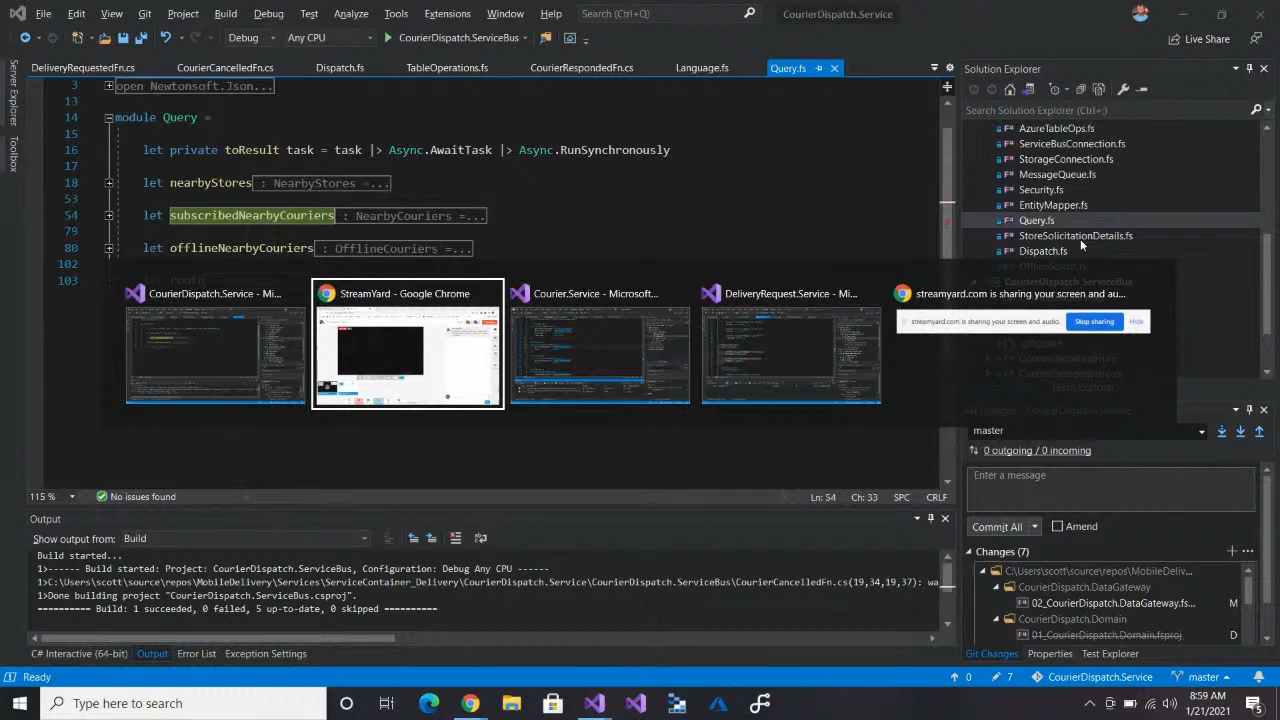 File Edit View Git Project Build Debug Test Analyze Tools Extensions Window Help Search (Ctrl+Q) CourierDispatch.Service
Debug Any CPU CourierDispatch.ServiceBus Live Share
DeliveryRequestedFn.cs CourierCancelledFn.cs Dispatch.fs TableOperations.fs CourierRespondedFn.cs Language.fs Query.fs
Server Explorer
Toolbox
3 open Newtonsoft.Json...
13
14 module Query =
15
16 let private toResult task = task |> Async.AwaitTask |> Async.RunSynchronously
17
18 let nearbyStores : NearbyStores =...
53
54 let subscribedNearbyCouriers : NearbyCouriers =...
79
80 let offlineNearbyCouriers : OfflineCouriers =...
102
103
CourierDispatch.Service - Mi...
StreamYard - Google Chrome
Courier.Service - Microsoft...
DeliveryRequest.Service - Mi...
streamyard.com is sharing your screen and au...
streamyard.com is sharing your screen and audio. Stop sharing Hide
115 % No issues found Ln: 54 Ch: 33 SPC CRLF
Output
Show output from: Build
Build started...
1>------ Build started: Project: CourierDispatch.ServiceBus, Configuration: Debug Any CPU ------
1>C:\Users\scott\source\repos\MobileDelivery\Services\ServiceContainer_Delivery\CourierDispatch.Service\CourierDispatch.ServiceBus\CourierCancelledFn.cs(19,34,19,37): wa
1>Done building project "CourierDispatch.ServiceBus.csproj".
========== Build: 1 succeeded, 0 failed, 5 up-to-date, 0 skipped ==========
C# Interactive (64-bit) Output Error List Exception Settings
Solution Explorer
Search Solution Explorer (Ctrl+;)
F# AzureTableOps.fs
F# ServiceBusConnection.fs
F# StorageConnection.fs
F# MessageQueue.fs
F# Security.fs
F# EntityMapper.fs
F# Query.fs
F# StoreSolicitationDetails.fs
F# Dispatch.fs
CourierDispatch.ServiceBus
Team Explorer
master
0 outgoing / 0 incoming
Enter a message
Commit All Amend
Changes (7)
C:\Users\scott\source\repos\MobileDeliv...
CourierDispatch.DataGateway
F# 02_CourierDispatch.DataGateway.fs... M
CourierDispatch.Domain
F# 01_CourierDispatch.Domain.fsproj D
Git Changes Properties Test Explorer
Ready 0 7 CourierDispatch.Service master
Type here to search
8:59 AM
1/21/2021
5